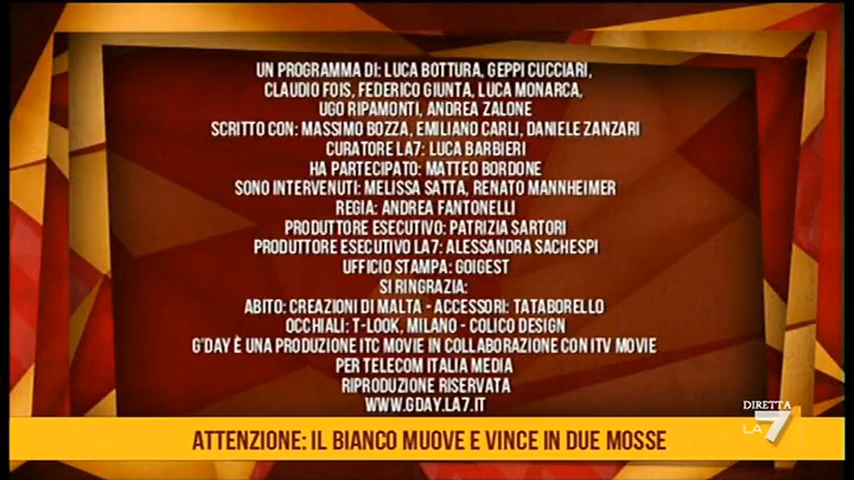 UN PROGRAMMA DI: LUCA BOTTURA, GEPPI CUCCIARI,
CLAUDIO FOIS, FEDERICO GIUNTA, LUCA MONARCA,
UGO RIPAMONTI, ANDREA ZALONE
SCRITTO CON: MASSIMO BOZZA, EMILIANO CARLI, DANIELE ZANZARI
CURATORE LA7: LUCA BARBIERI
HA PARTECIPATO: MATTEO BORDONE
SONO INTERVENUTI: MELISSA SATTA, RENATO MANNHEIMER
REGIA: ANDREA FANTONELLI
PRODUTTORE ESECUTIVO: PATRIZIA SARTORI
PRODUTTORE ESECUTIVO LA7: ALESSANDRA SACHESPI
UFFICIO STAMPA: GOIGEST
SI RINGRAZIA:
ABITO: CREAZIONI DI MALTA - ACCESSORI: TATABORELLO
OCCHIALI: T-LOOK, MILANO - COLICO DESIGN
G'DAY È UNA PRODUZIONE ITC MOVIE IN COLLABORAZIONE CON ITV MOVIE
PER TELECOM ITALIA MEDIA
RIPRODUZIONE RISERVATA
WWW.GDAY.LA7.IT
DIRETTA
LA7
ATTENZIONE: IL BIANCO MUOVE E VINCE IN DUE MOSSE